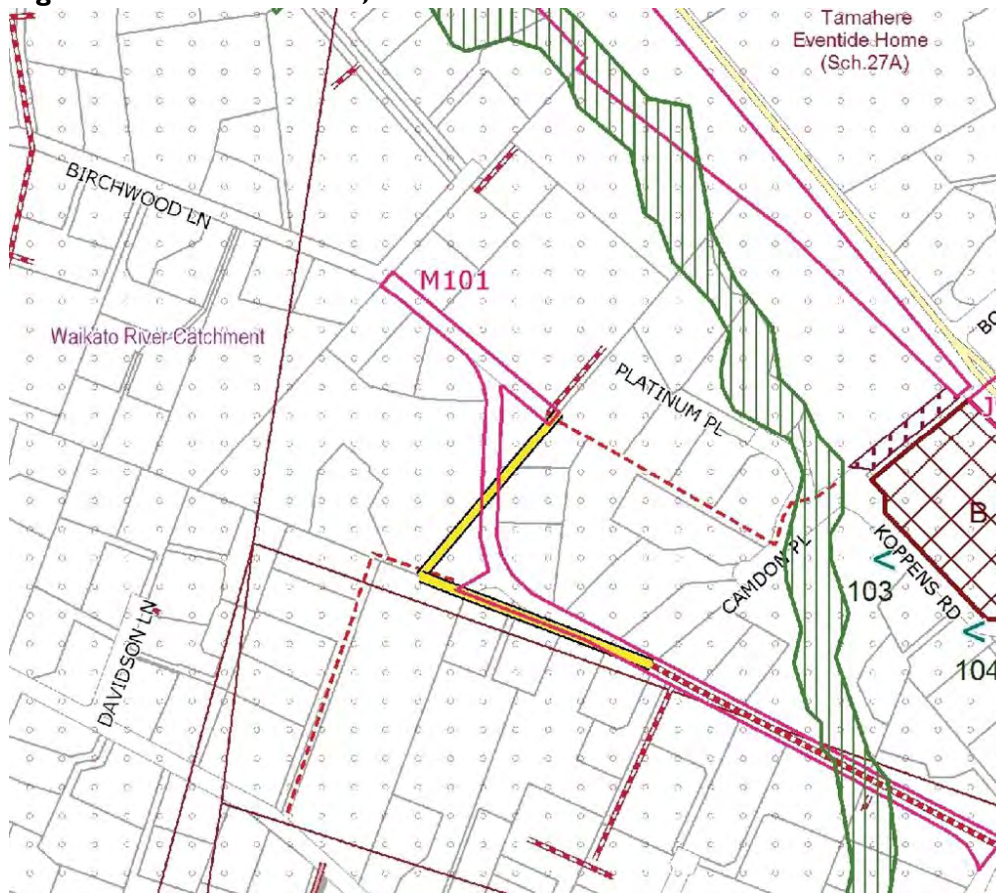 Tamahere
Eventide Home
(Sch.27A)
BIRCHWOOD LN
M101
Waikato River Catchment
PLATINUM PL
J
B
KOPPENS RD
CAMDON PL
103
104
DAVIDSON LN